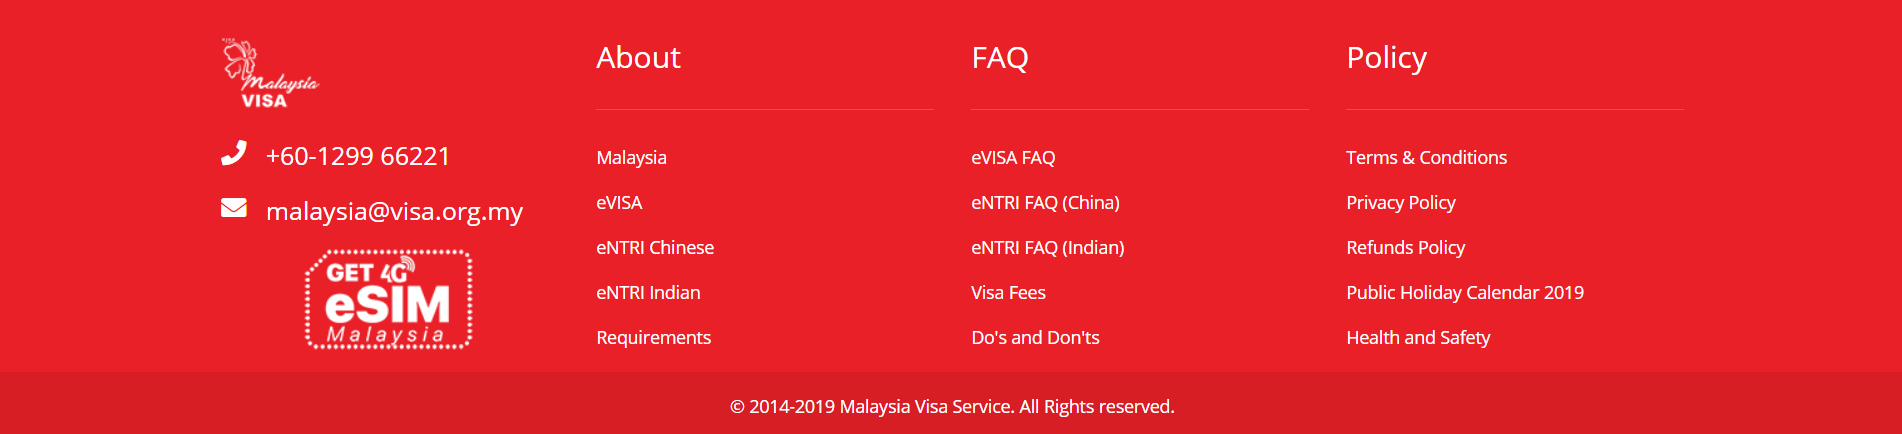 Malaysia
VISA
+60-1299 66221
malaysia@visa.org.my
GET 4G
eSIM
Malaysia
About
Malaysia
eVISA
eNTRI Chinese
eNTRI Indian
Requirements
FAQ
eVISA FAQ
eNTRI FAQ (China)
eNTRI FAQ (Indian)
Visa Fees
Do's and Don'ts
Policy
Terms & Conditions
Privacy Policy
Refunds Policy
Public Holiday Calendar 2019
Health and Safety
© 2014-2019 Malaysia Visa Service. All Rights reserved.